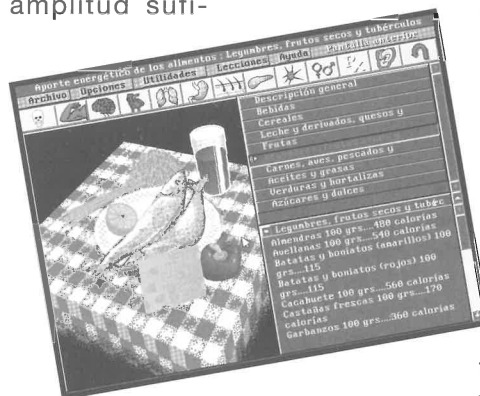 amplitud sufi-
Aporte energético de los alimentos : Legumbres, frutos secos y tubérculos
Archivo Opciones Utilidades Lecciones Ayuda Pantalla anterior
Descripción general
Bebidas
Cereales
Leche y derivados, quesos y
Frutas
Carnes, aves, pescados y
Aceites y grasas
Verduras y hortalizas
Azúcares y dulces
Legumbres, frutos secos y tubérc
Almendras 100 grs....480 calorías
Avellanas 100 grs....540 calorías
Batatas y boniatos (amarillos) 100
grs....115
Batatas y boniatos (rojos) 100
grs....115
Cacahuete 100 grs....560 calorías
Castañas frescas 100 grs....170
calorías
Garbanzos 100 grs....360 calorías